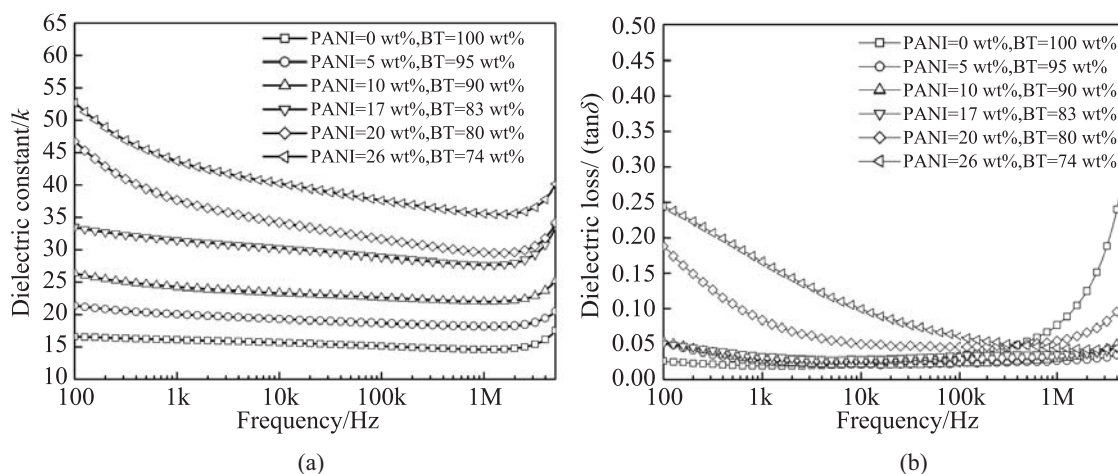 65
60
55
50
45
40
35
30
25
20
15
10
Dielectric constant/k
PANI=0 wt%,BT=100 wt%
PANI=5 wt%,BT=95 wt%
PANI=10 wt%,BT=90 wt%
PANI=17 wt%,BT=83 wt%
PANI=20 wt%,BT=80 wt%
PANI=26 wt%,BT=74 wt%
100 1k 10k 100k 1M
Frequency/Hz
(a)
0.50
0.45
0.40
0.35
0.30
0.25
0.20
0.15
0.10
0.05
0.00
Dielectric loss/ (tanδ)
PANI=0 wt%,BT=100 wt%
PANI=5 wt%,BT=95 wt%
PANI=10 wt%,BT=90 wt%
PANI=17 wt%,BT=83 wt%
PANI=20 wt%,BT=80 wt%
PANI=26 wt%,BT=74 wt%
100 1k 10k 100k 1M
Frequency/Hz
(b)